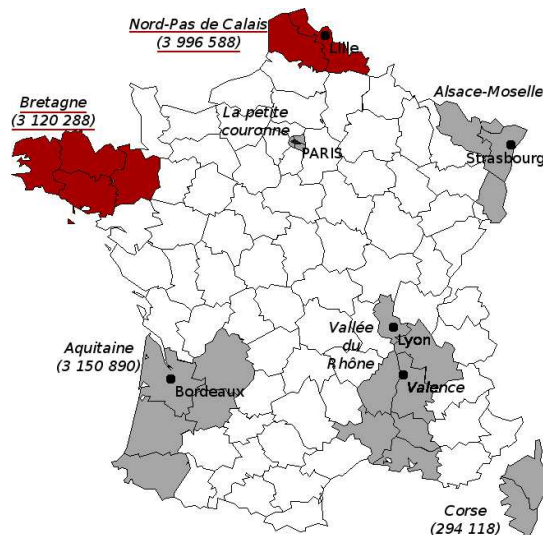 Nord-Pas de Calais
(3 996 588)
Lille
Bretagne
(3 120 288)
La petite
couronne
PARIS
Alsace-Moselle
Strasbourg
Vallée
du
Rhône
Lyon
Valence
Aquitaine
(3 150 890)
Bordeaux
Corse
(294 118)